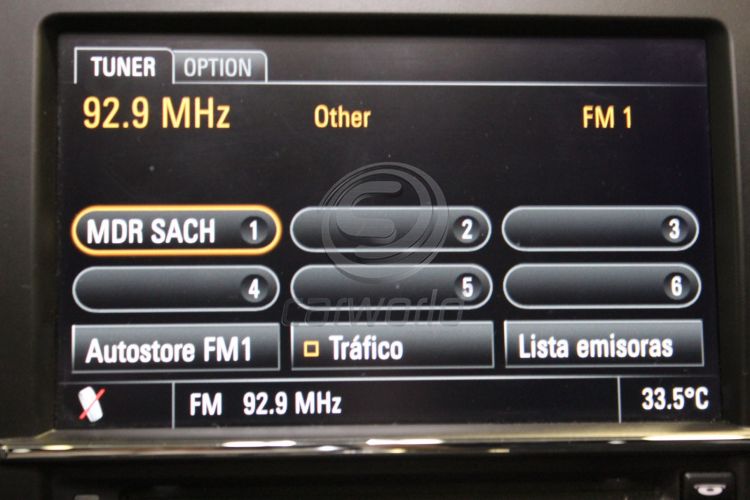 TUNER OPTION
92.9 MHz Other FM 1
MDR SACH 1 2 3
4 5 6
carworld
Autostore FM1 Tráfico Lista emisoras
FM 92.9 MHz 33.5°C